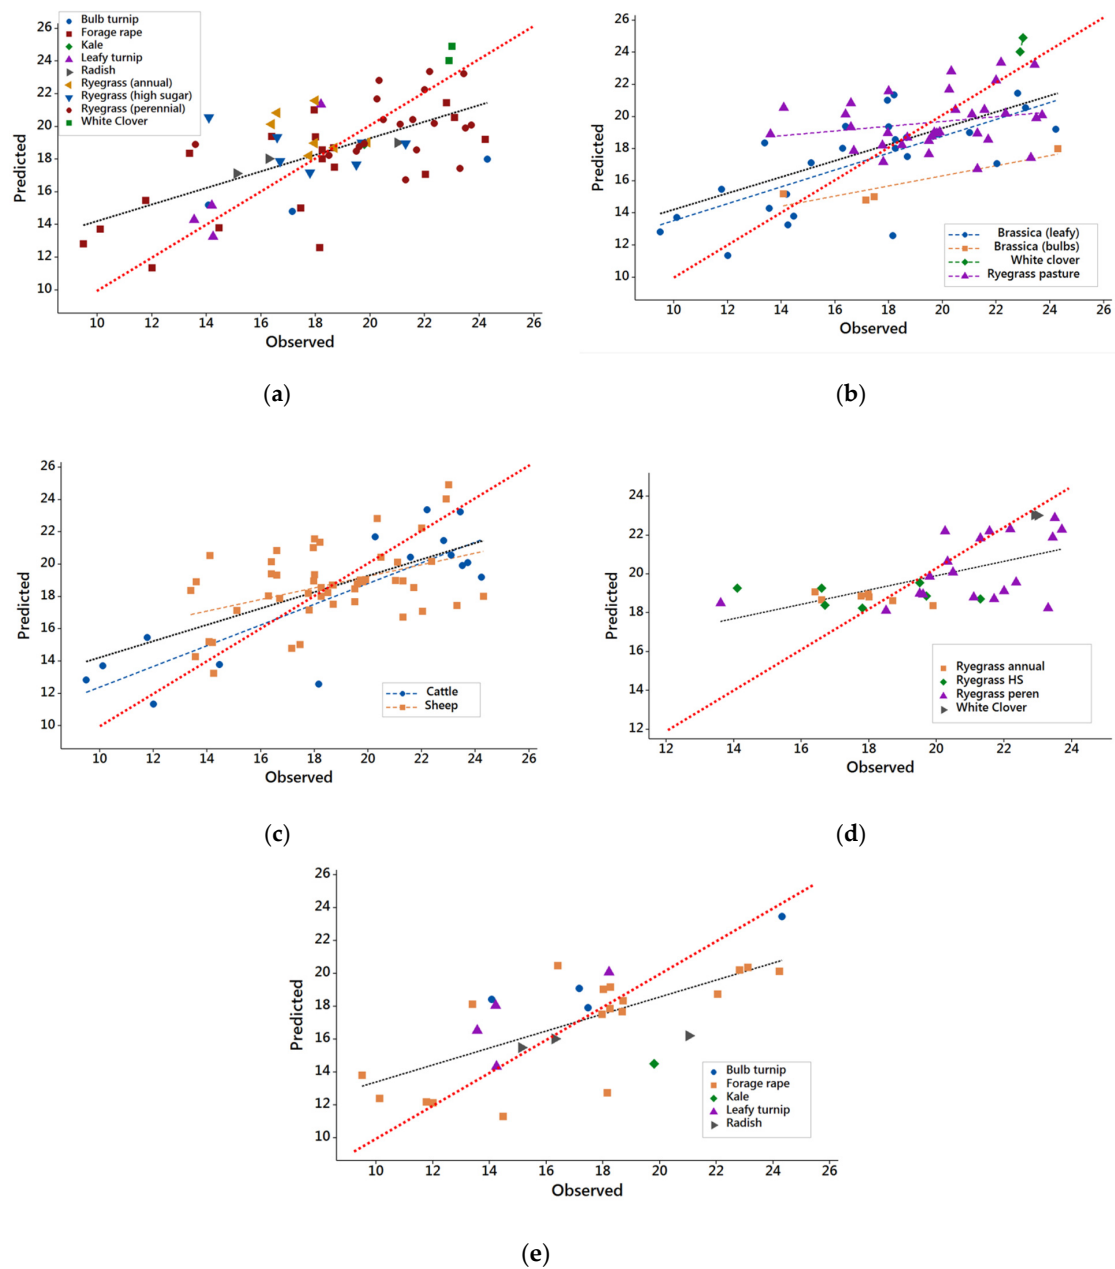 Bulb turnip
Forage rape
Kale
Leafy turnip
Radish
Ryegrass (annual)
Ryegrass (high sugar)
Ryegrass (perennial)
White Clover
26
24
22
20
18
16
14
12
10
Predicted
10 12 14 16 18 20 22 24 26
Observed
(a)
26
24
22
20
18
16
14
12
10
Predicted
Brassica (leafy)
Brassica (bulbs)
White clover
Ryegrass pasture
10 12 14 16 18 20 22 24 26
Observed
(b)
26
24
22
20
18
16
14
12
10
Predicted
Cattle
Sheep
10 12 14 16 18 20 22 24 26
Observed
(c)
24
22
20
18
16
14
12
Predicted
Ryegrass annual
Ryegrass HS
Ryegrass peren
White Clover
12 14 16 18 20 22 24
Observed
(d)
26
24
22
20
18
16
14
12
10
Predicted
Bulb turnip
Forage rape
Kale
Leafy turnip
Radish
10 12 14 16 18 20 22 24 26
Observed
(e)